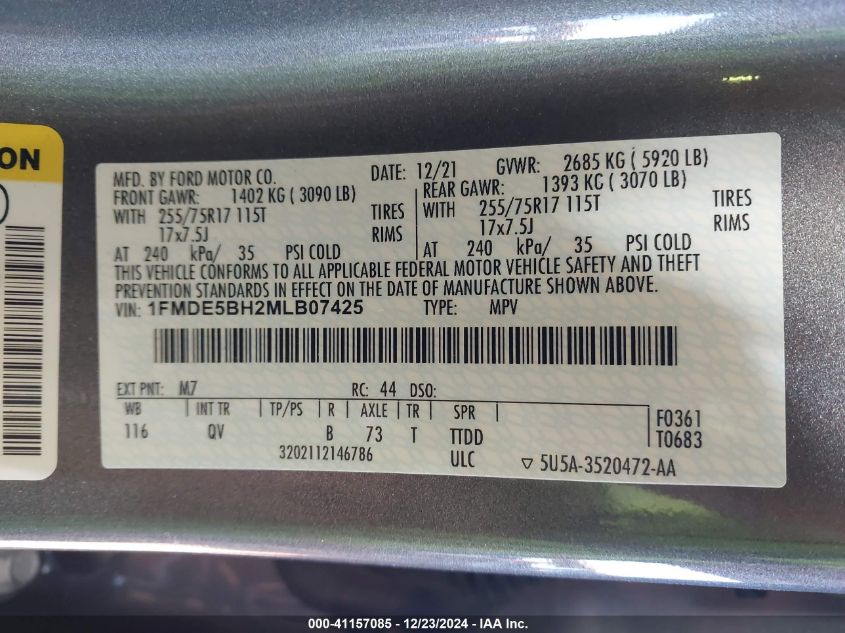 ON
MFD. BY FORD MOTOR CO. DATE: 12/21 GVWR: 2685 KG ( 5920 LB)
FRONT GAWR: 1402 KG ( 3090 LB) REAR GAWR: 1393 KG ( 3070 LB)
WITH 255/75R17 115T TIRES WITH 255/75R17 115T TIRES
17x7.5J RIMS 17x7.5J RIMS
AT 240 kPa/ 35 PSI COLD AT 240 kPa/ 35 PSI COLD
THIS VEHICLE CONFORMS TO ALL APPLICABLE FEDERAL MOTOR VEHICLE SAFETY AND THEFT
PREVENTION STANDARDS IN EFFECT ON THE DATE OF MANUFACTURE SHOWN ABOVE.
VIN: 1FMDE5BH2MLB07425 TYPE: MPV
EXT PNT: M7 RC: 44 DSO:
WB INT TR TP/PS R AXLE TR SPR F0361
116 QV B 73 T TTDD T0683
3202112146786 ULC ▽ 5U5A-3520472-AA
000-41157085 - 12/23/2024 - IAA Inc.